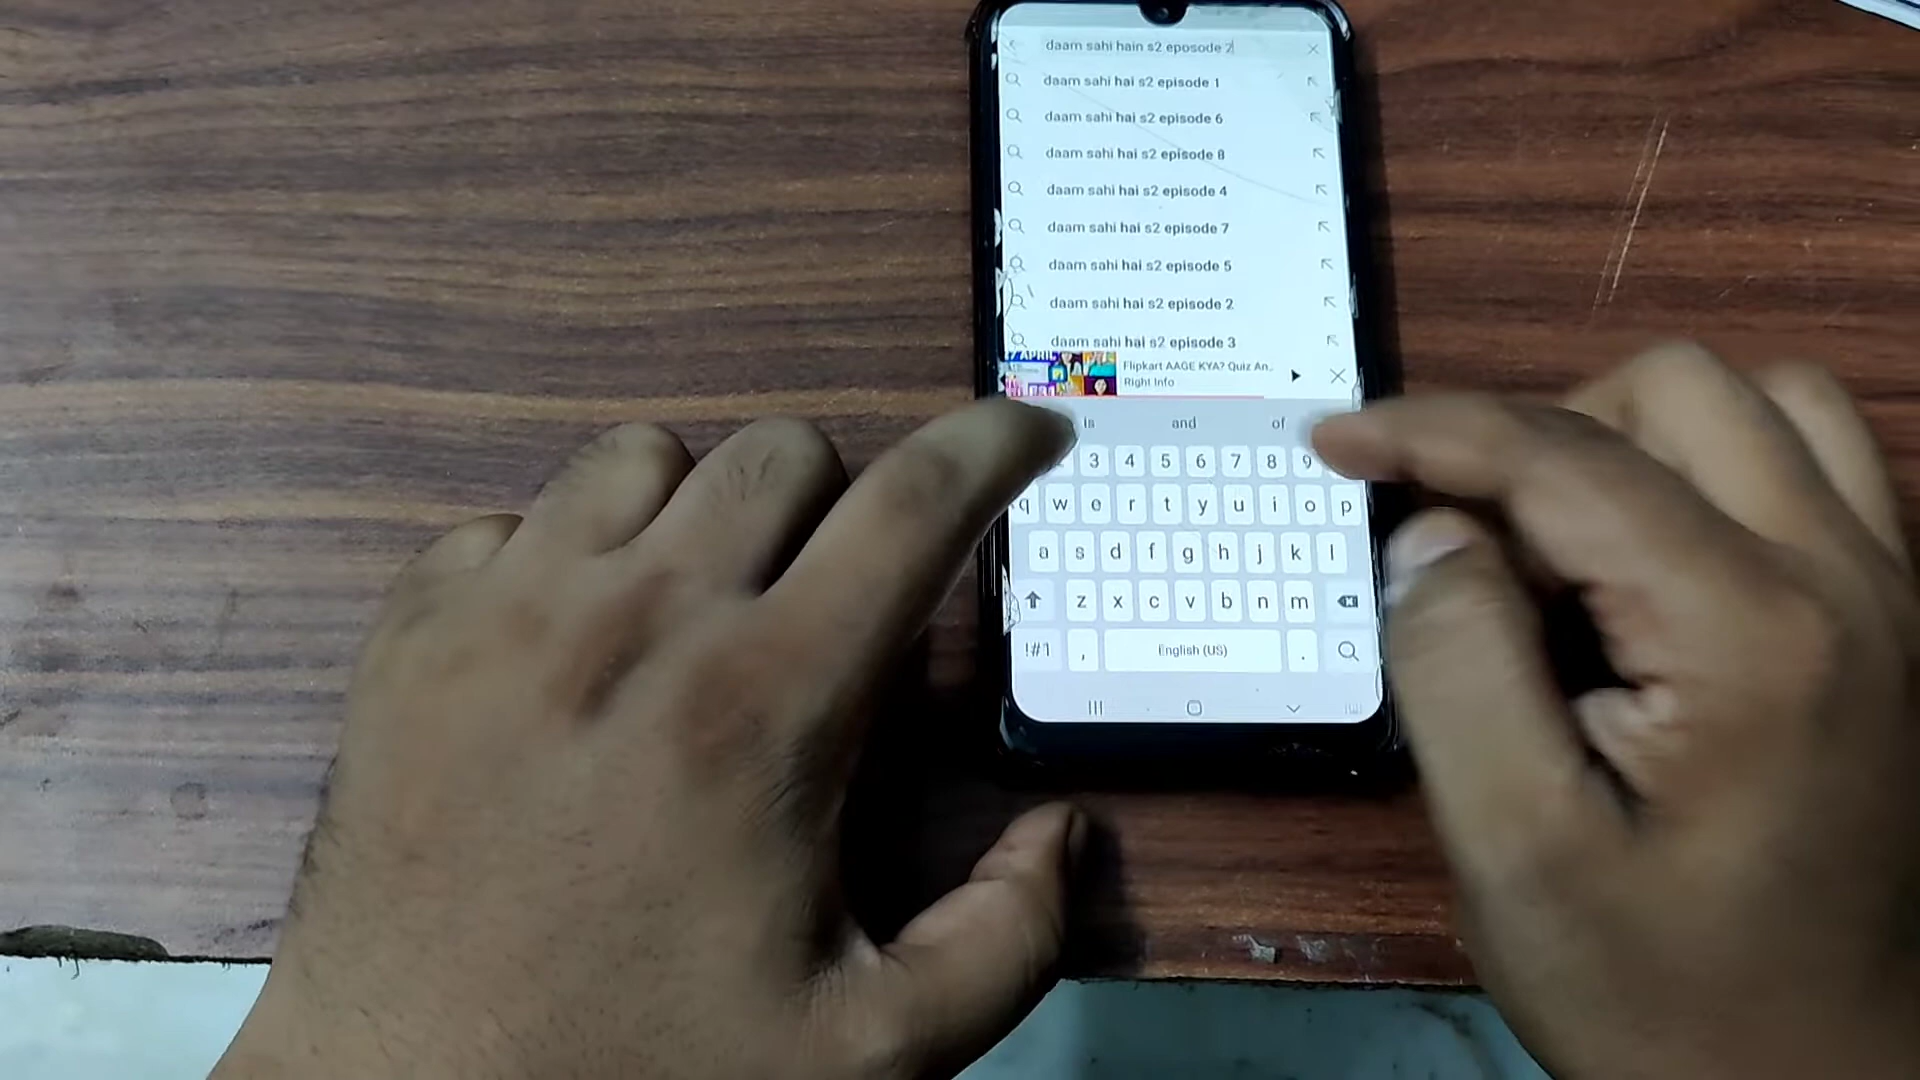 daam sahi hain s2 eposode 2
daam sahi hai s2 episode 1
daam sahi hai s2 episode 6
daam sahi hai s2 episode 8
daam sahi hai s2 episode 4
daam sahi hai s2 episode 7
daam sahi hai s2 episode 5
daam sahi hai s2 episode 2
daam sahi hai s2 episode 3
APRIL
Flipkart AAGE KYA? Quiz An..
Right Info
is and of
3 4 5 6 7 8 9
q w e r t y u i o p
a s d f g h j k l
z x c v b n m
!#1 , English (US) .